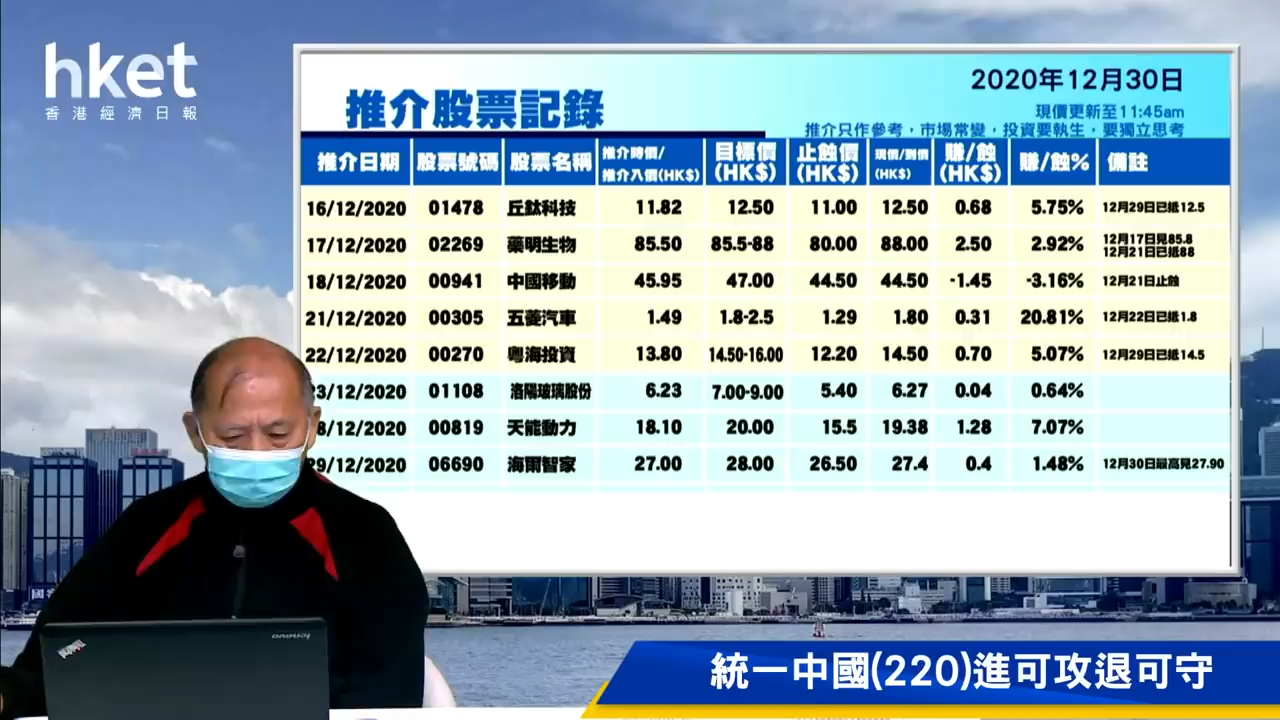 hket
香港經濟日報
2020年12月30日
推介股票記錄
現價更新至11:45am
推介只作參考，市場常變，投資要執生，要獨立思考
推介日期 股票號碼 股票名稱 推介時價/推介入價(HK$) 目標價(HK$) 止蝕價(HK$) 現價/到價(HK$) 賺/蝕(HK$) 賺/蝕% 備註
16/12/2020 01478 丘鈦科技 11.82 12.50 11.00 12.50 0.68 5.75% 12月29日已抵12.5
17/12/2020 02269 藥明生物 85.50 85.5-88 80.00 88.00 2.50 2.92% 12月17日見85.8 12月21日已抵88
18/12/2020 00941 中國移動 45.95 47.00 44.50 44.50 -1.45 -3.16% 12月21日止蝕
21/12/2020 00305 五菱汽車 1.49 1.8-2.5 1.29 1.80 0.31 20.81% 12月22日已抵1.8
22/12/2020 00270 粵海投資 13.80 14.50-16.00 12.20 14.50 0.70 5.07% 12月29日已抵14.5
3/12/2020 01108 洛陽玻璃股份 6.23 7.00-9.00 5.40 6.27 0.04 0.64%
8/12/2020 00819 天能動力 18.10 20.00 15.5 19.38 1.28 7.07%
29/12/2020 06690 海爾智家 27.00 28.00 26.50 27.4 0.4 1.48% 12月30日最高見27.90
統一中國(220)進可攻退可守